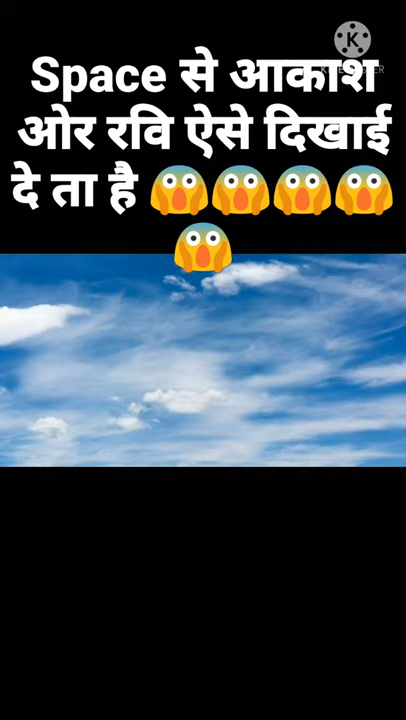 Space से आकाश
ओर रवि ऐसे दिखाई
दे ता है 😱😱😱😱
😱